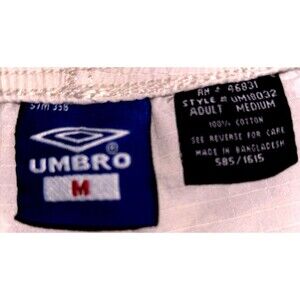 UMBRO
M
RN # 46831
STYLE # UM18032
ADULT MEDIUM
100% COTTON
SEE REVERSE FOR CARE
MADE IN BANGLADESH
585/1615